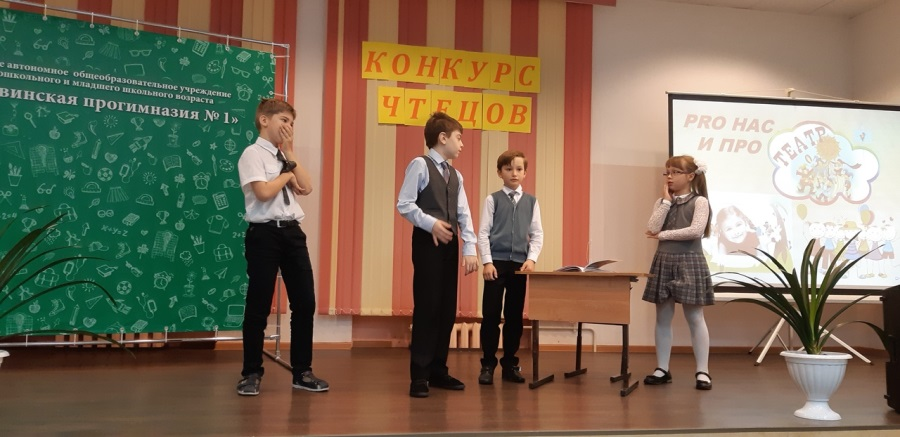 автономное общеобразовательное учреждение
школьного и младшего школьного возраста
винская прогимназия № 1»
КОНКУРС
ЧТЕЦОВ
PRO НАС
И ПРО
ТЕАТР